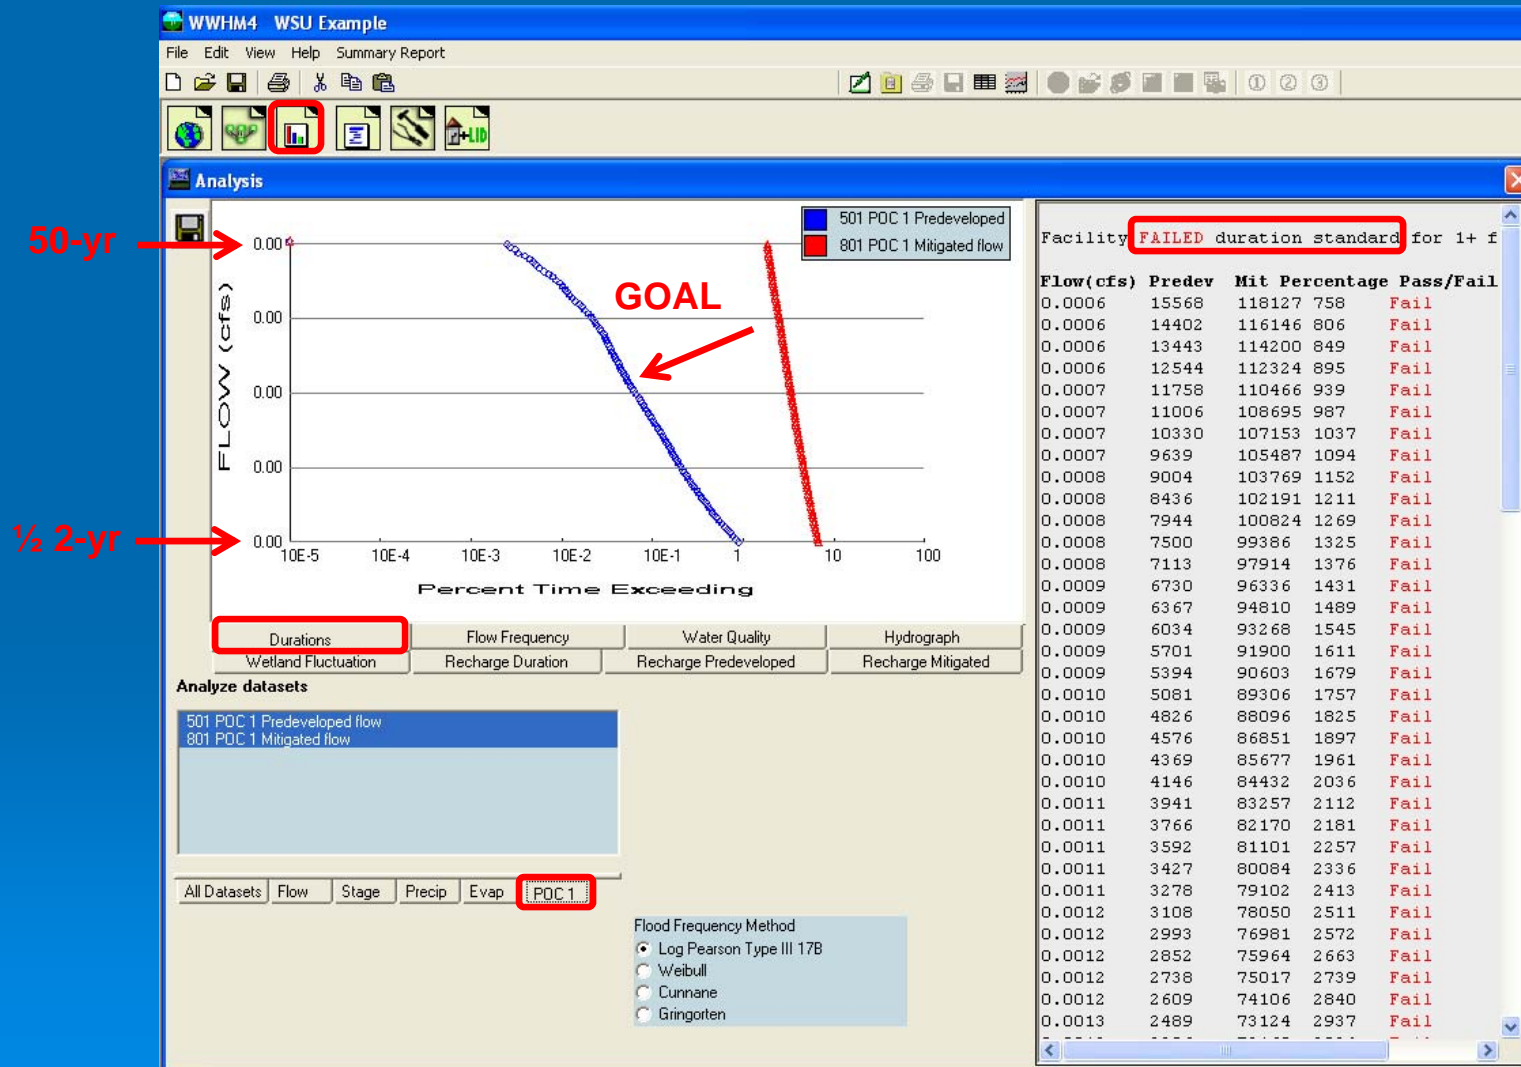 WWHM4 WSU Example
File Edit View Help Summary Report
① ② ③
+LID
Analysis
50-yr
½ 2-yr
FLOW (cfs)
0.00
0.00
0.00
0.00
0.00
10E-5 10E-4 10E-3 10E-2 10E-1 1 10 100
Percent Time Exceeding
501 POC 1 Predeveloped
801 POC 1 Mitigated flow
GOAL
Durations Flow Frequency Water Quality Hydrograph
Wetland Fluctuation Recharge Duration Recharge Predeveloped Recharge Mitigated
Analyze datasets
501 POC 1 Predeveloped flow
801 POC 1 Mitigated flow
All Datasets Flow Stage Precip Evap POC 1
Flood Frequency Method
Log Pearson Type III 17B
Weibull
Cunnane
Gringorten
Facility FAILED duration standard for 1+ f
Flow(cfs) Predev Mit Percentage Pass/Fail
0.0006 15568 118127 758 Fail
0.0006 14402 116146 806 Fail
0.0006 13443 114200 849 Fail
0.0006 12544 112324 895 Fail
0.0007 11758 110466 939 Fail
0.0007 11006 108695 987 Fail
0.0007 10330 107153 1037 Fail
0.0007 9639 105487 1094 Fail
0.0008 9004 103769 1152 Fail
0.0008 8436 102191 1211 Fail
0.0008 7944 100824 1269 Fail
0.0008 7500 99386 1325 Fail
0.0008 7113 97914 1376 Fail
0.0009 6730 96336 1431 Fail
0.0009 6367 94810 1489 Fail
0.0009 6034 93268 1545 Fail
0.0009 5701 91900 1611 Fail
0.0009 5394 90603 1679 Fail
0.0010 5081 89306 1757 Fail
0.0010 4826 88096 1825 Fail
0.0010 4576 86851 1897 Fail
0.0010 4369 85677 1961 Fail
0.0010 4146 84432 2036 Fail
0.0011 3941 83257 2112 Fail
0.0011 3766 82170 2181 Fail
0.0011 3592 81101 2257 Fail
0.0011 3427 80084 2336 Fail
0.0011 3278 79102 2413 Fail
0.0012 3108 78050 2511 Fail
0.0012 2993 76981 2572 Fail
0.0012 2852 75964 2663 Fail
0.0012 2738 75017 2739 Fail
0.0012 2609 74106 2840 Fail
0.0013 2489 73124 2937 Fail